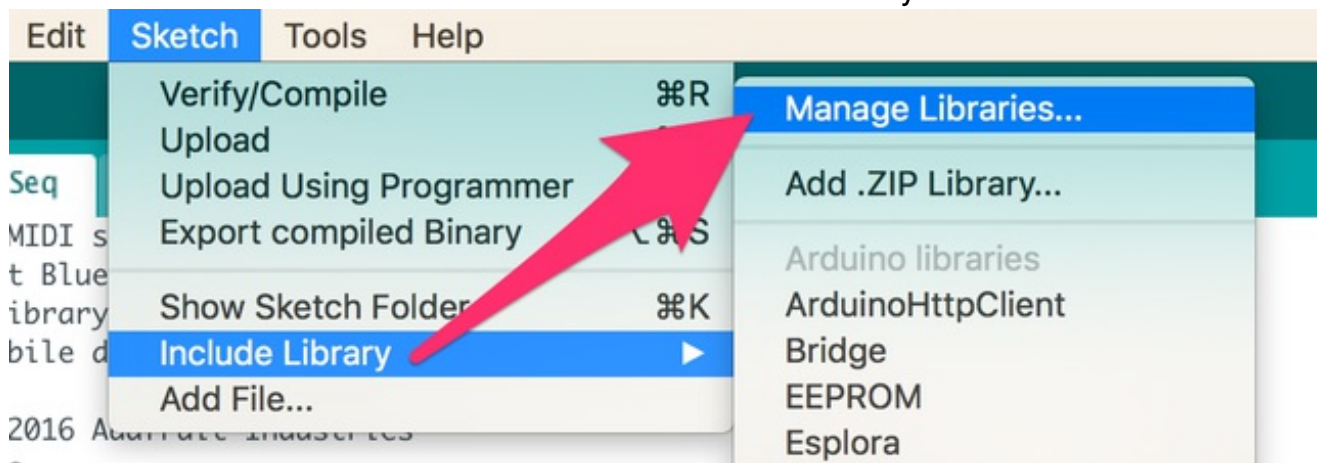 Edit Sketch Tools Help
Verify/Compile ⌘R
Upload
Upload Using Programmer
Export compiled Binary ⌘S
Show Sketch Folder ⌘K
Include Library
Add File...
Manage Libraries...
Add .ZIP Library...
Arduino libraries
ArduinoHttpClient
Bridge
EEPROM
Esplora
Seq
MIDI s
t Blue
ibrary
bile d
2016